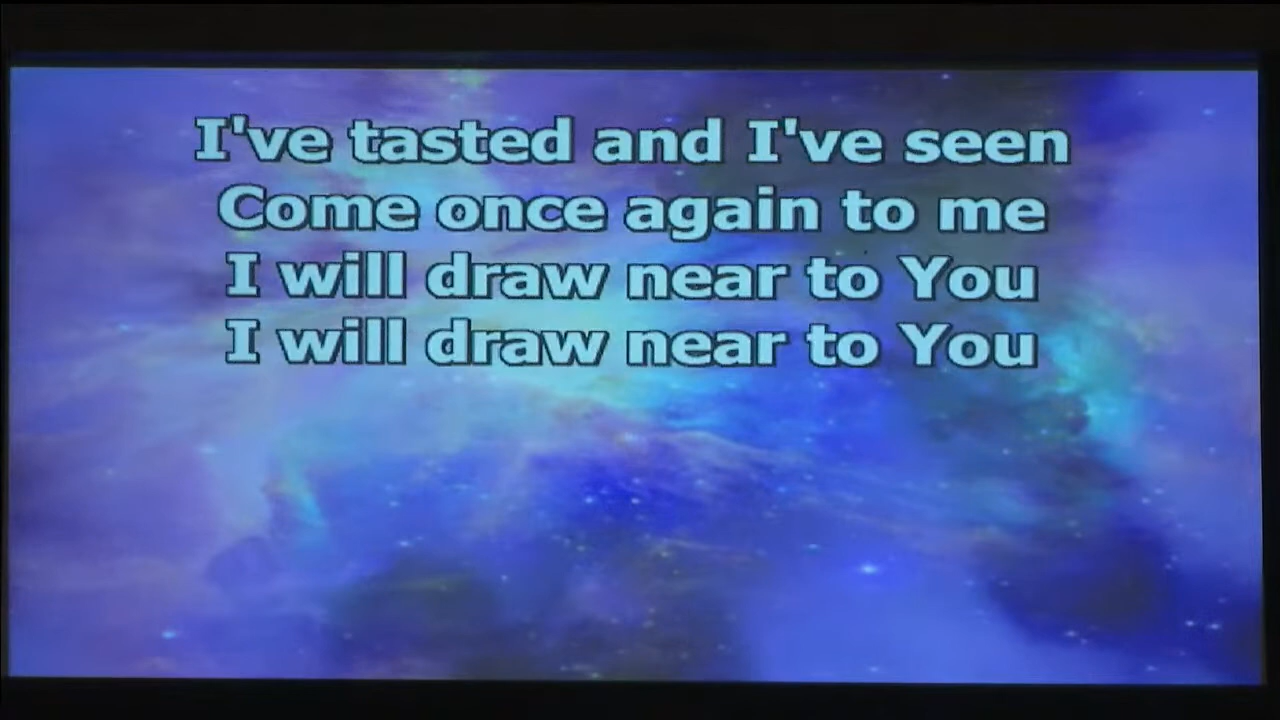 I've tasted and I've seen
Come once again to me
I will draw near to You
I will draw near to You